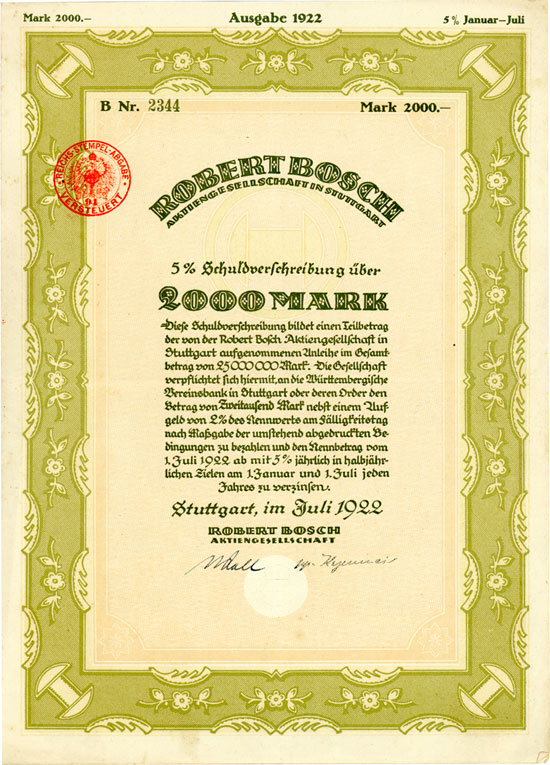 Mark 2000.— Ausgabe 1922 5% Januar–Juli
B Nr. 2344 Mark 2000.—
REICHS-STEMPEL-ABGABE
94
VERSTEUERT
ROBERT BOSCH
AKTIENGESELLSCHAFT IN STUTTGART
5% Schuldverschreibung über
2000 MARK
Diese Schuldverschreibung bildet einen Teilbetrag
der von der Robert Bosch Aktiengesellschaft in
Stuttgart aufgenommenen Anleihe im Gesamt-
betrag von 25000000 Mark. Die Gesellschaft
verpflichtet sich hiermit, an die Württembergische
Vereinsbank in Stuttgart oder deren Order den
Betrag von Zweitausend Mark nebst einem Auf-
geld von 2% des Nennwerts am Fälligkeitstag
nach Maßgabe der umstehend abgedruckten Be-
dingungen zu bezahlen und den Nennbetrag vom
1. Juli 1922 ab mit 5% jährlich in halbjähr-
lichen Zielen am 1. Januar und 1. Juli jeden
Jahres zu verzinsen.
Stuttgart, im Juli 1922
ROBERT BOSCH
AKTIENGESELLSCHAFT